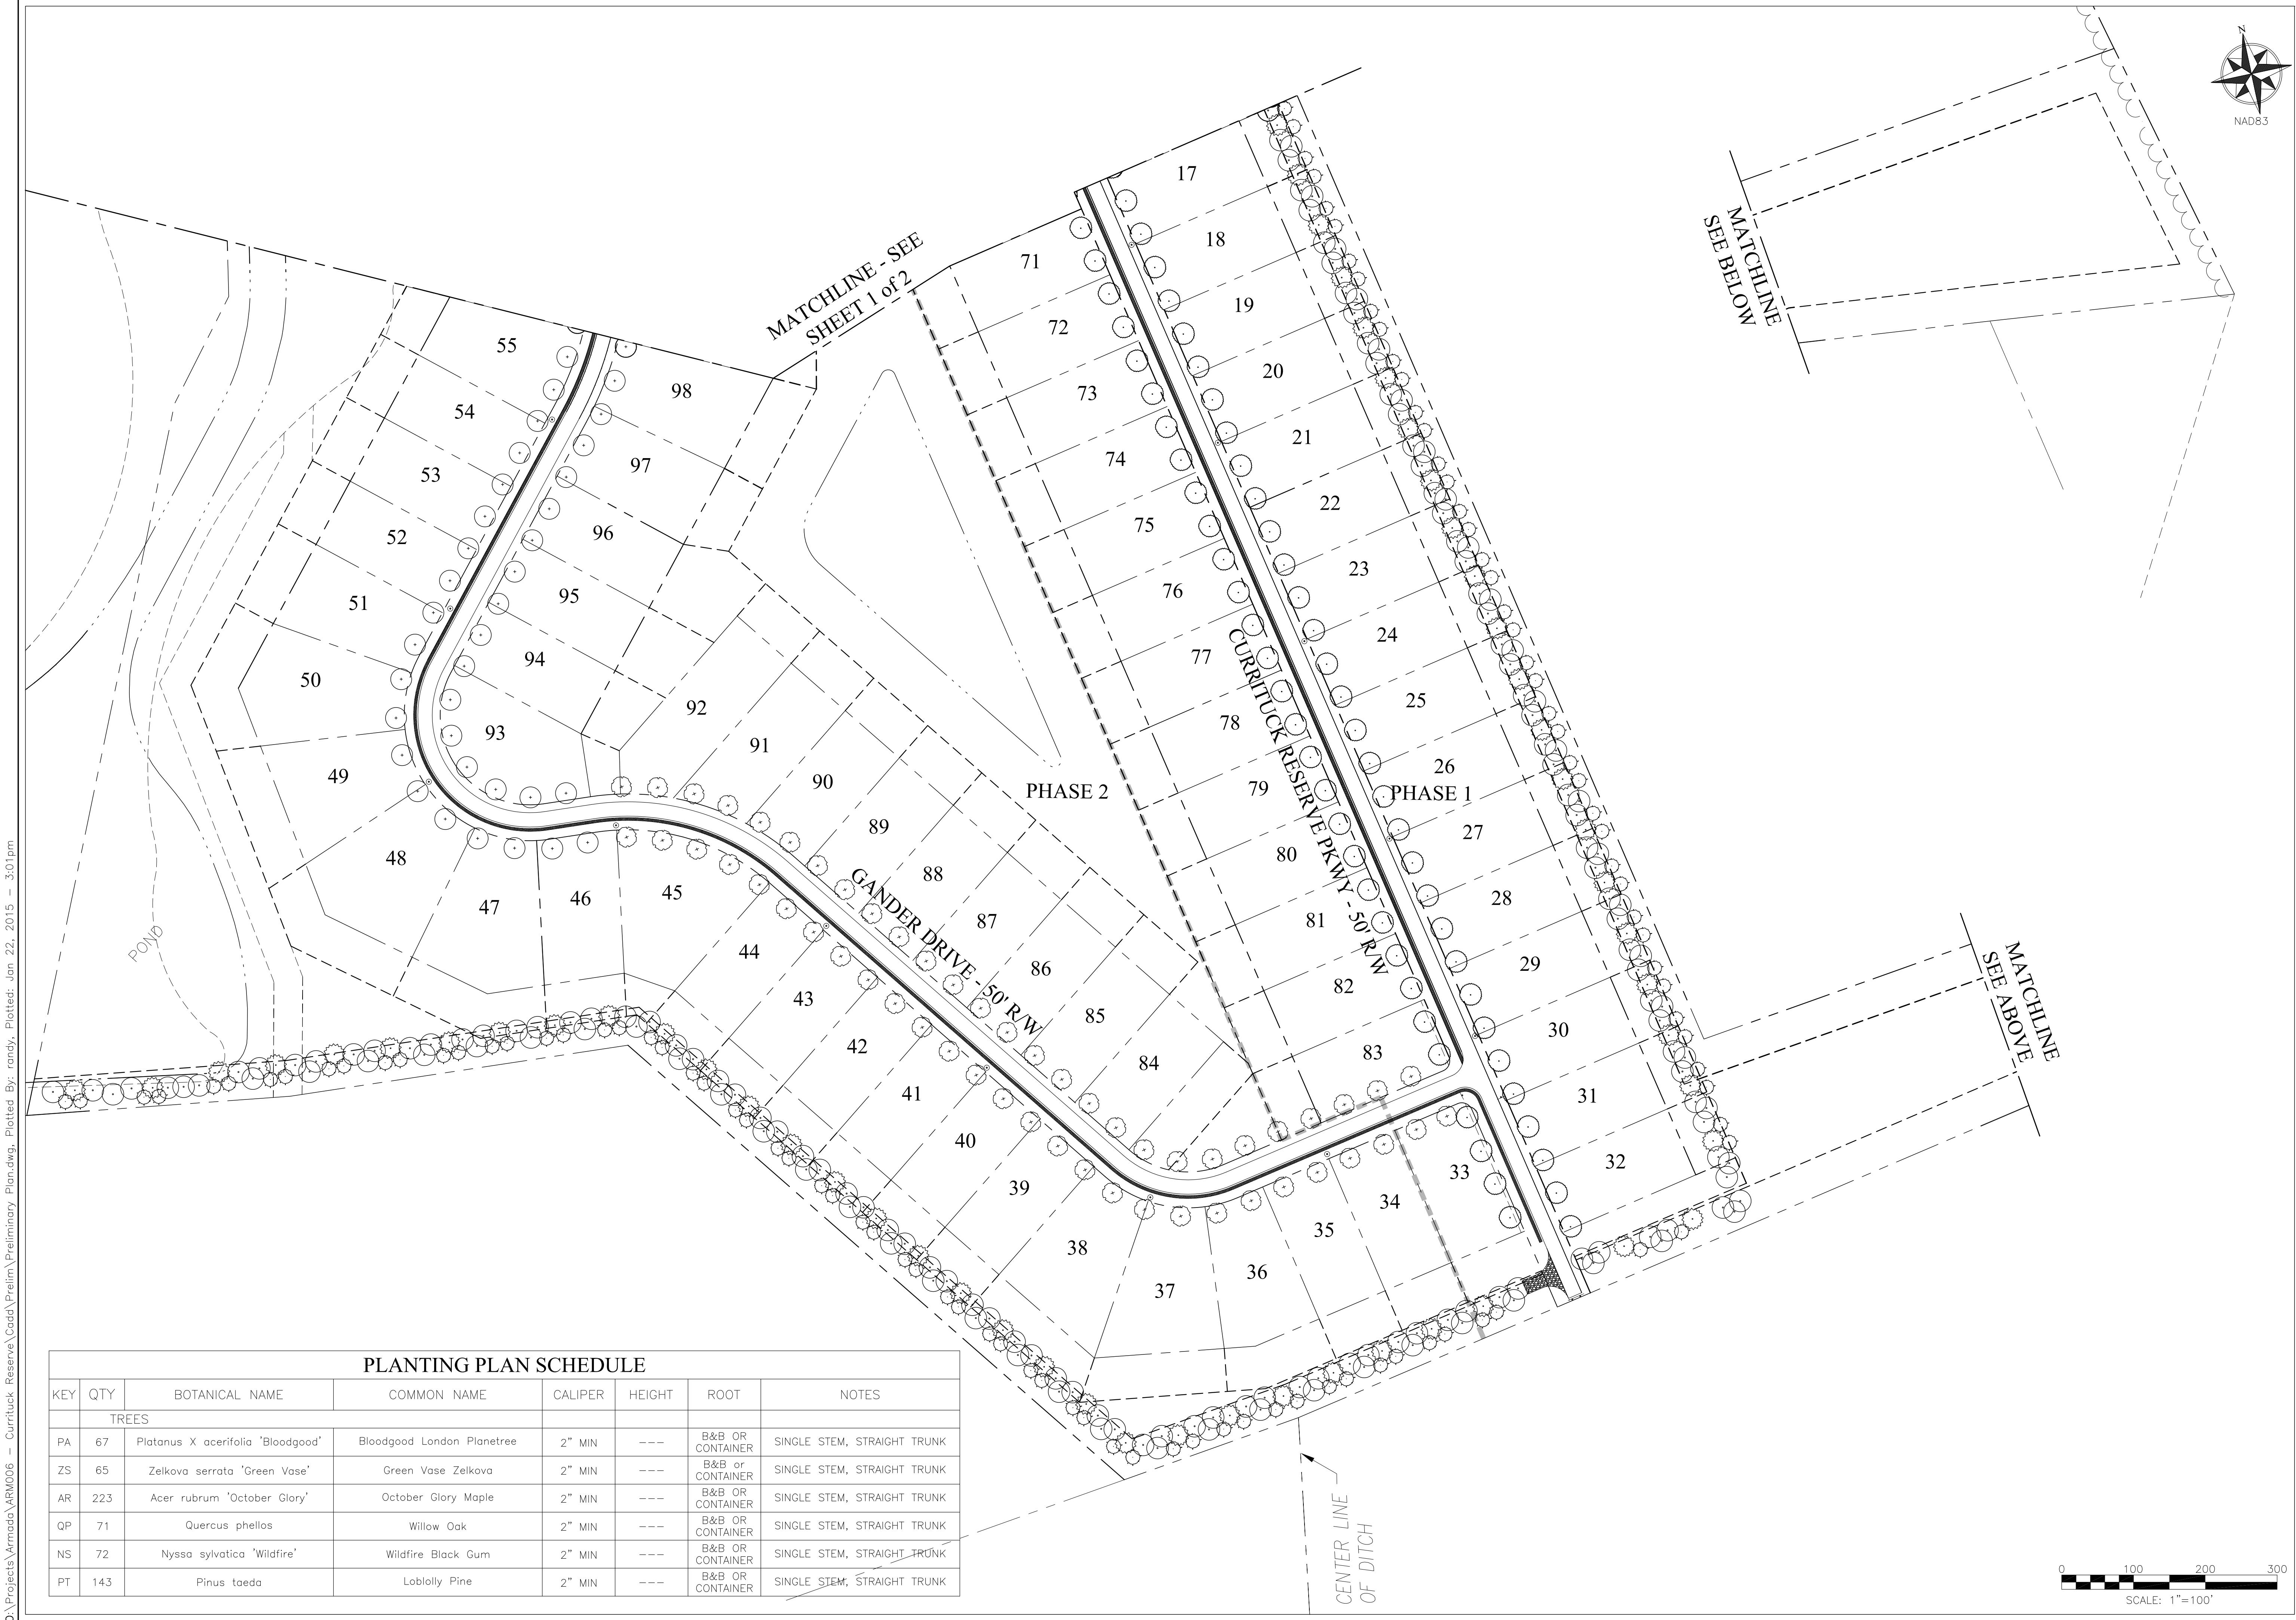 N
NAD83
MATCHLINE
SEE BELOW
MATCHLINE - SEE
SHEET 1 of 2
17
18
19
20
21
22
23
24
25
26
27
28
29
30
31
32
33
34
35
36
37
38
39
40
41
42
43
44
45
46
47
48
49
50
51
52
53
54
55
71
72
73
74
75
76
77
78
79
80
81
82
83
84
85
86
87
88
89
90
91
92
93
94
95
96
97
98
CURRITUCK RESERVE PKWY - 50' R/W
PHASE 1
PHASE 2
GANDER DRIVE - 50' R/W
POND
MATCHLINE
SEE ABOVE
CENTER LINE
OF DITCH
PLANTING PLAN SCHEDULE
KEY QTY BOTANICAL NAME COMMON NAME CALIPER HEIGHT ROOT NOTES
TREES
PA 67 Platanus X acerifolia 'Bloodgood' Bloodgood London Planetree 2" MIN --- B&B OR CONTAINER SINGLE STEM, STRAIGHT TRUNK
ZS 65 Zelkova serrata 'Green Vase' Green Vase Zelkova 2" MIN --- B&B or CONTAINER SINGLE STEM, STRAIGHT TRUNK
AR 223 Acer rubrum 'October Glory' October Glory Maple 2" MIN --- B&B OR CONTAINER SINGLE STEM, STRAIGHT TRUNK
QP 71 Quercus phellos Willow Oak 2" MIN --- B&B OR CONTAINER SINGLE STEM, STRAIGHT TRUNK
NS 72 Nyssa sylvatica 'Wildfire' Wildfire Black Gum 2" MIN --- B&B OR CONTAINER SINGLE STEM, STRAIGHT TRUNK
PT 143 Pinus taeda Loblolly Pine 2" MIN --- B&B OR CONTAINER SINGLE STEM, STRAIGHT TRUNK
0 100 200 300
SCALE: 1"=100'
D:\Projects\Armada\ARM006 - Currituck Reserve\Cadd\Prelim\Preliminary Plan.dwg, Plotted By: randy, Plotted: Jan 22, 2015 - 3:01pm